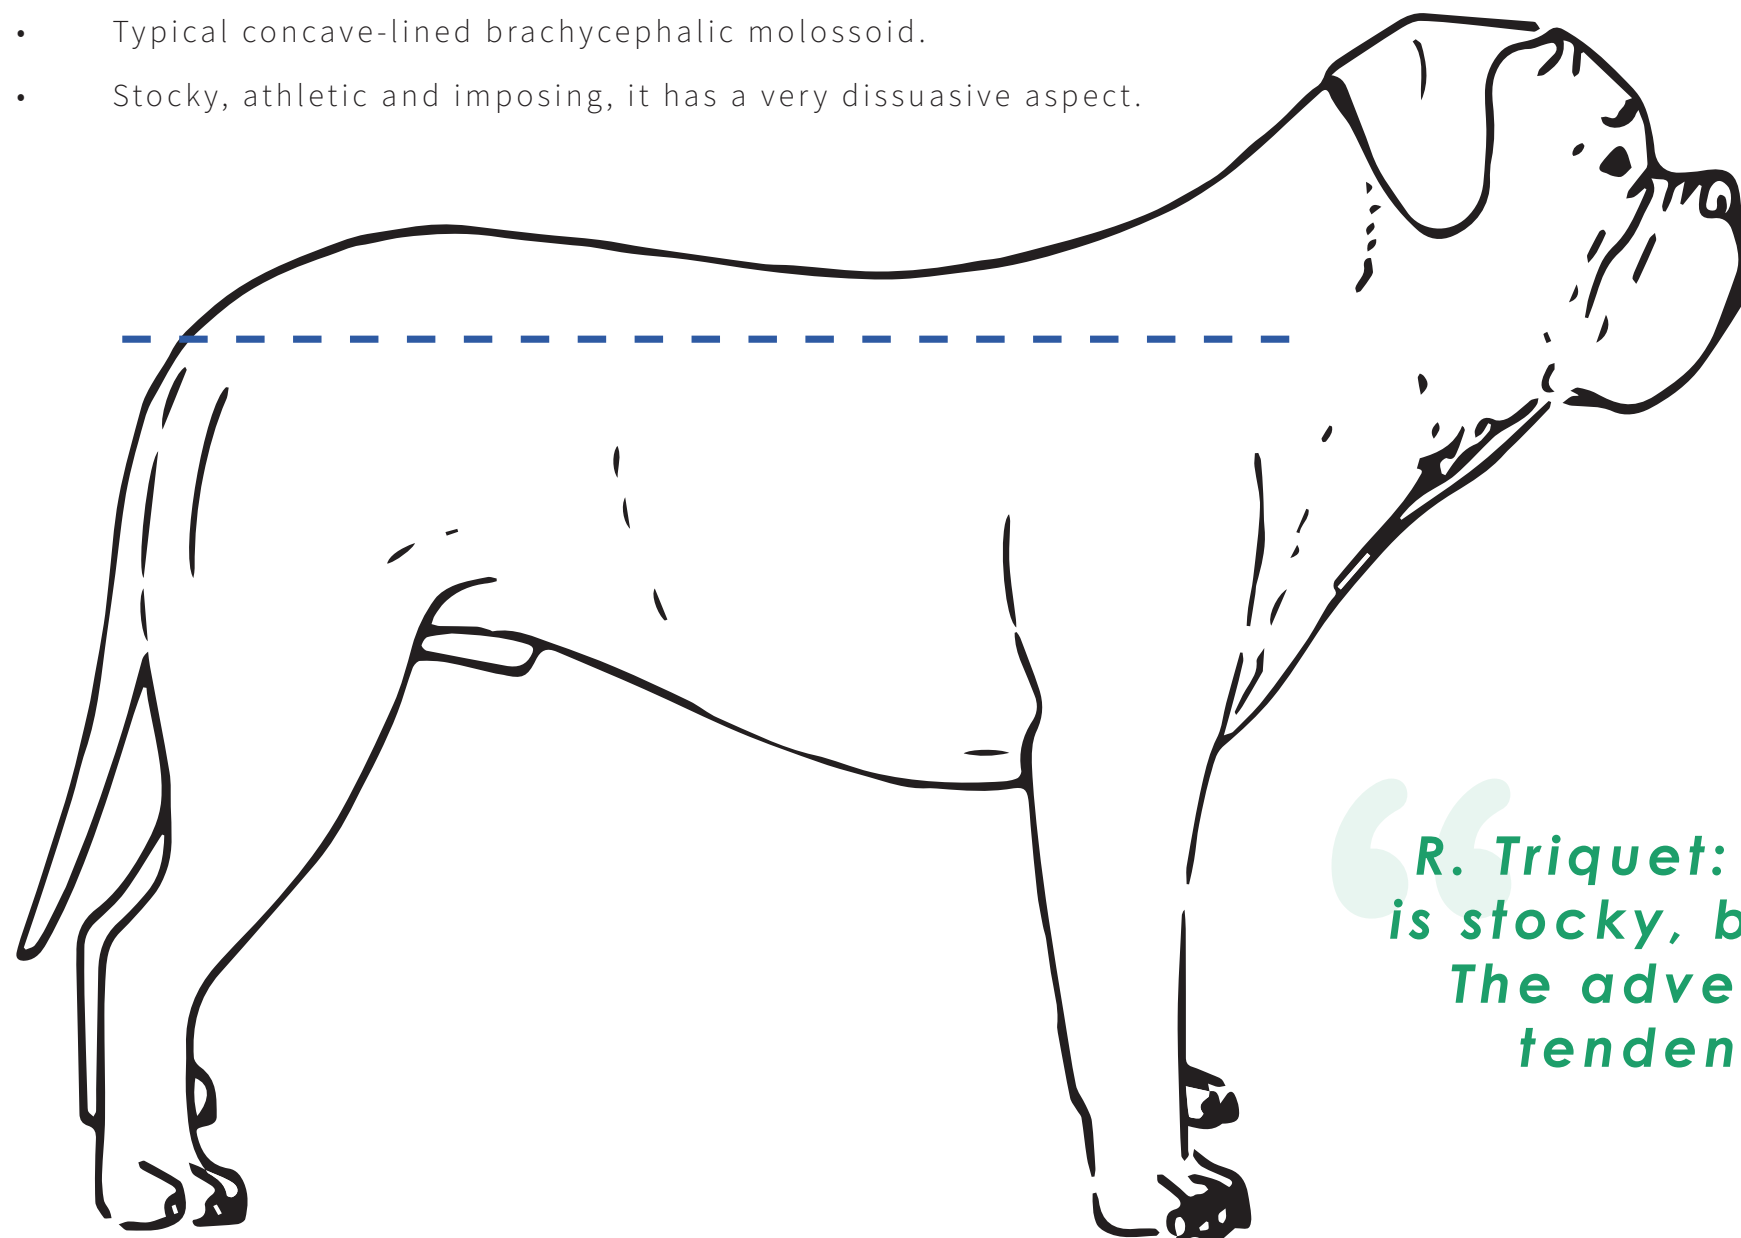 • Typical concave-lined brachycephalic molossoid.
• Stocky, athletic and imposing, it has a very dissuasive aspect.
“
R. Triquet:
is stocky, b
The adve
tenden